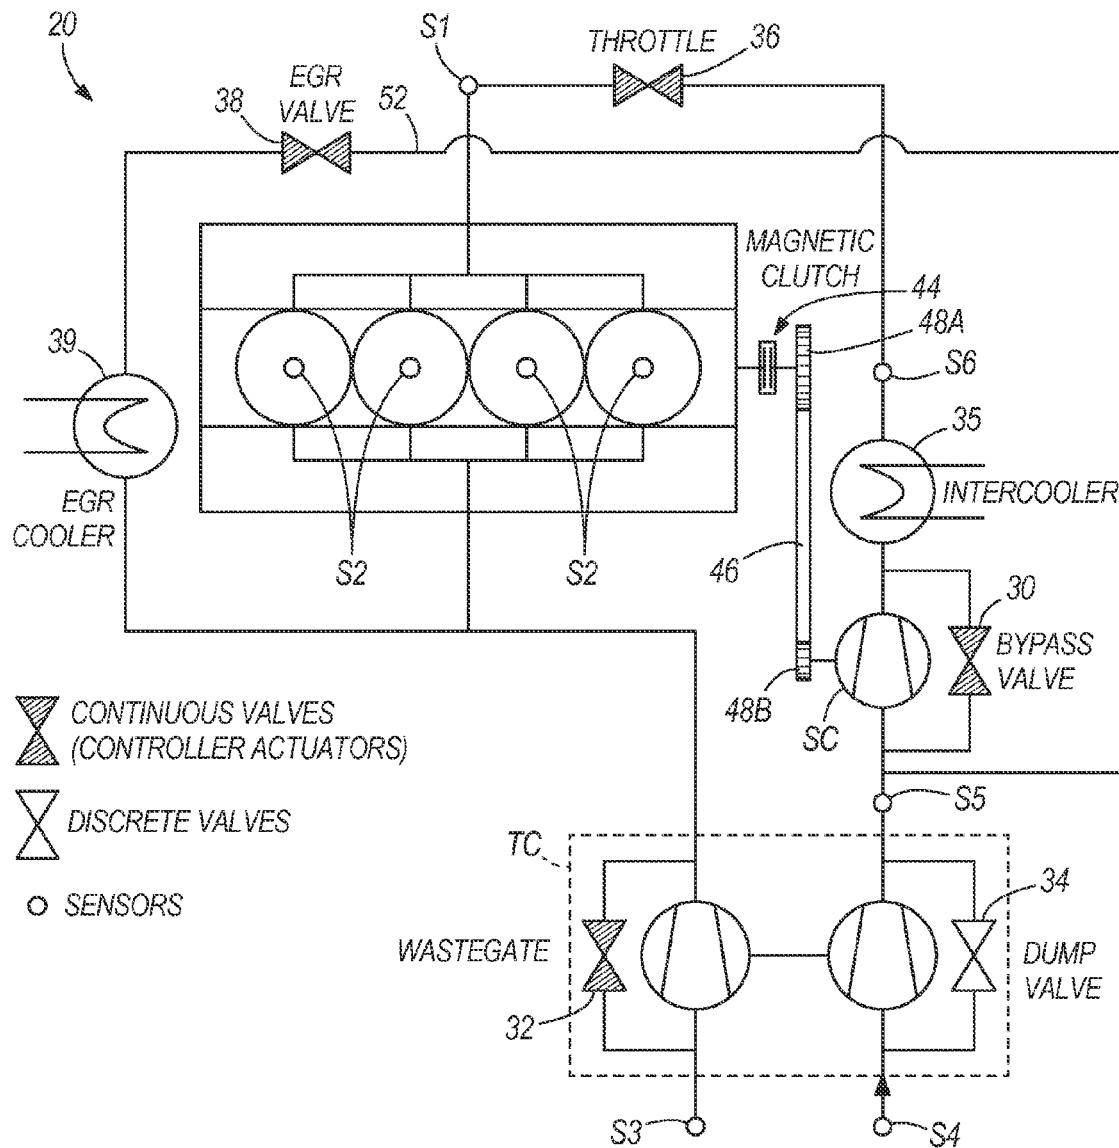 20
S1
THROTTLE
36
EGR
VALVE
38
52
MAGNETIC
CLUTCH
44
48A
S6
39
35
INTERCOOLER
EGR
COOLER
S2
S2
46
30
BYPASS
VALVE
48B
SC
CONTINUOUS VALVES
(CONTROLLER ACTUATORS)
DISCRETE VALVES
SENSORS
S5
TC
34
WASTEGATE
DUMP
VALVE
32
S3
S4